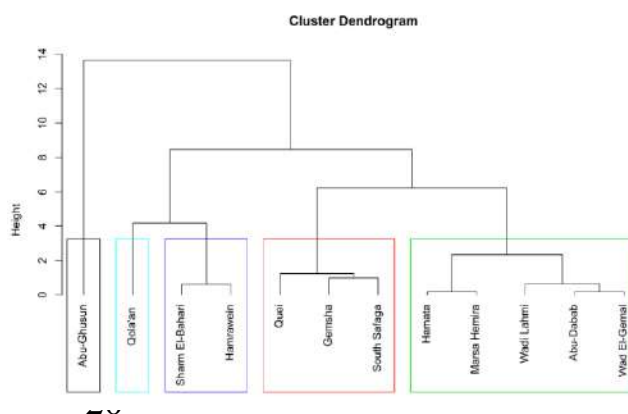 Cluster Dendrogram
Height
14
12
10
8
6
4
2
0
Abu-Ghusun
Qola'an
Sharm El-Bahari
Hamrawein
Quei
Gemsha
South Safaga
Hamata
Marsa Hemira
Wadi Lahmi
Abu-Dabab
Wad El-Gemal